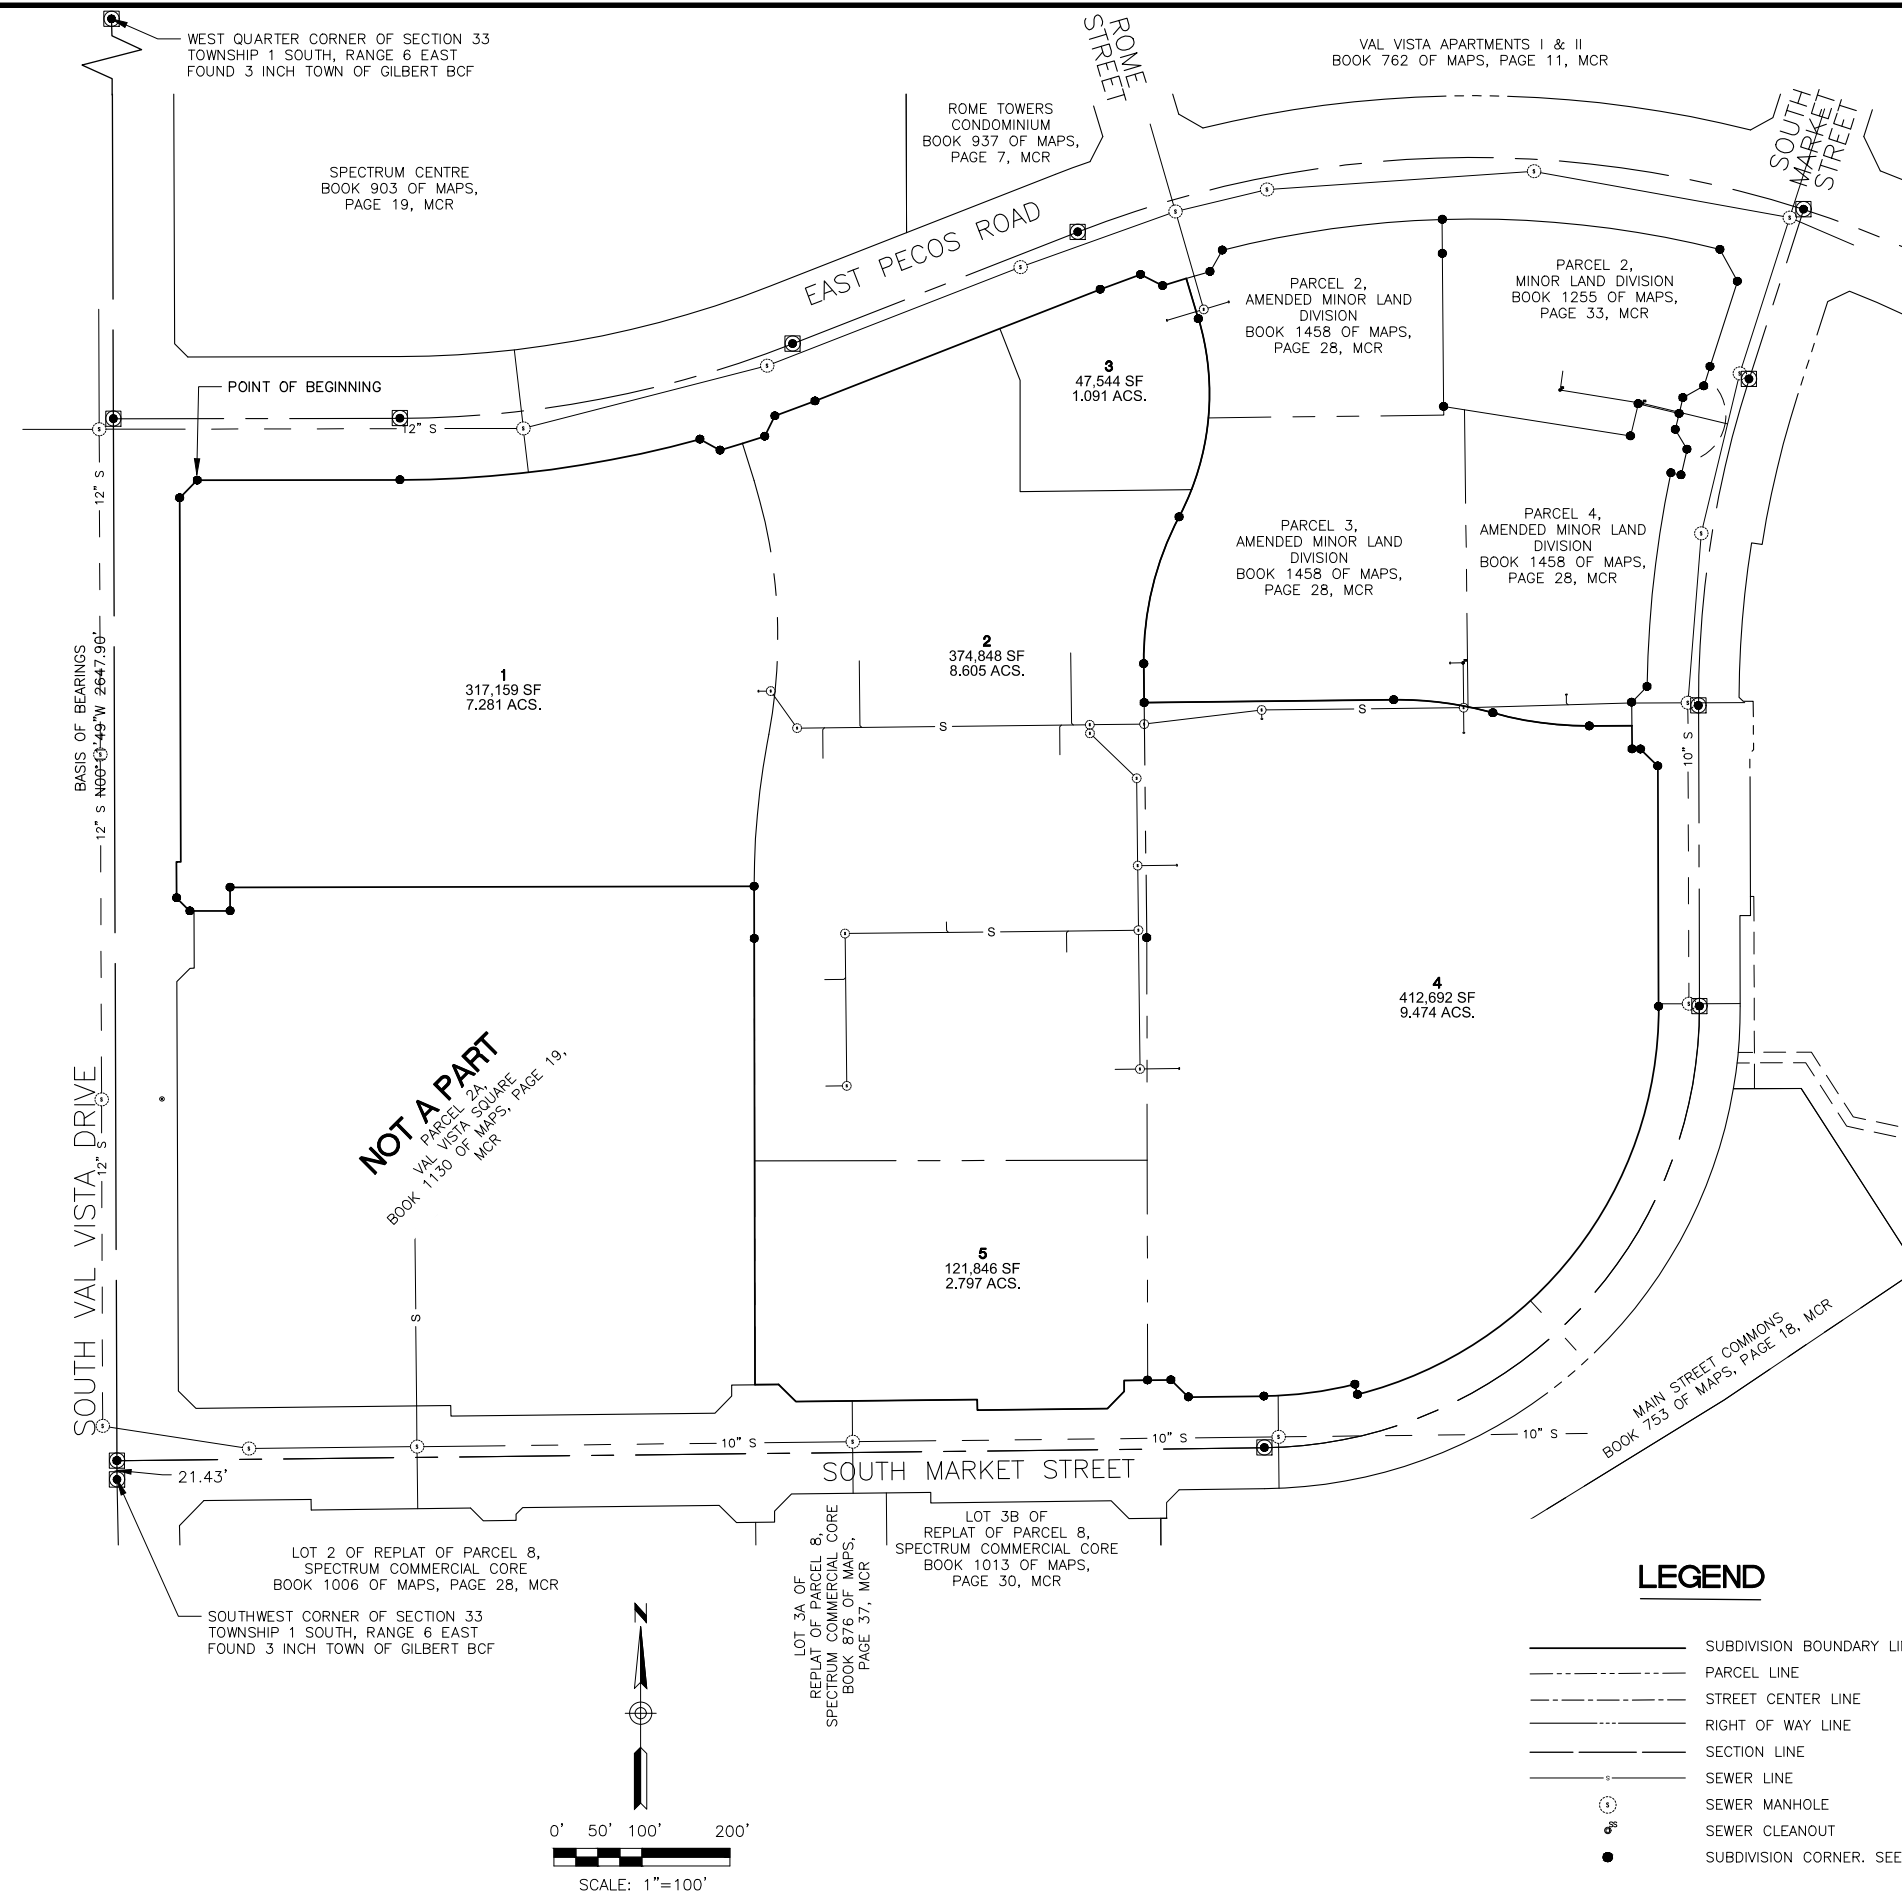 WEST QUARTER CORNER OF SECTION 33
TOWNSHIP 1 SOUTH, RANGE 6 EAST
FOUND 3 INCH TOWN OF GILBERT BCF
ROME
STREET
VAL VISTA APARTMENTS I & II
BOOK 762 OF MAPS, PAGE 11, MCR
SOUTH
MARKET
STREET
ROME TOWERS
CONDOMINIUM
BOOK 937 OF MAPS,
PAGE 7, MCR
SPECTRUM CENTRE
BOOK 903 OF MAPS,
PAGE 19, MCR
EAST PECOS ROAD
PARCEL 2,
AMENDED MINOR LAND
DIVISION
BOOK 1458 OF MAPS,
PAGE 28, MCR
PARCEL 2,
MINOR LAND DIVISION
BOOK 1255 OF MAPS,
PAGE 33, MCR
POINT OF BEGINNING
3
47,544 SF
1.091 ACS.
12" S
12" S
PARCEL 3,
AMENDED MINOR LAND
DIVISION
BOOK 1458 OF MAPS,
PAGE 28, MCR
PARCEL 4,
AMENDED MINOR LAND
DIVISION
BOOK 1458 OF MAPS,
PAGE 28, MCR
BASIS OF BEARINGS
N00°11'49"W 2647.90'
12" S
1
317,159 SF
7.281 ACS.
2
374,848 SF
8.605 ACS.
S
S
10" S
S
4
412,692 SF
9.474 ACS.
NOT A PART
PARCEL 2A,
VAL VISTA SQUARE
BOOK 1130 OF MAPS, PAGE 19,
MCR
SOUTH VAL VISTA DRIVE
12" S
S
5
121,846 SF
2.797 ACS.
MAIN STREET COMMONS
BOOK 753 OF MAPS, PAGE 18, MCR
10" S
10" S
10" S
SOUTH MARKET STREET
21.43'
LOT 2 OF REPLAT OF PARCEL 8,
SPECTRUM COMMERCIAL CORE
BOOK 1006 OF MAPS, PAGE 28, MCR
LOT 3A OF
REPLAT OF PARCEL 8,
SPECTRUM COMMERCIAL CORE
BOOK 876 OF MAPS,
PAGE 37, MCR
LOT 3B OF
REPLAT OF PARCEL 8,
SPECTRUM COMMERCIAL CORE
BOOK 1013 OF MAPS,
PAGE 30, MCR
SOUTHWEST CORNER OF SECTION 33
TOWNSHIP 1 SOUTH, RANGE 6 EAST
FOUND 3 INCH TOWN OF GILBERT BCF
N
0' 50' 100' 200'
SCALE: 1"=100'
LEGEND
SUBDIVISION BOUNDARY
PARCEL LINE
STREET CENTER LINE
RIGHT OF WAY LINE
SECTION LINE
S SEWER LINE
S SEWER MANHOLE
SS SEWER CLEANOUT
SUBDIVISION CORNER. SEE